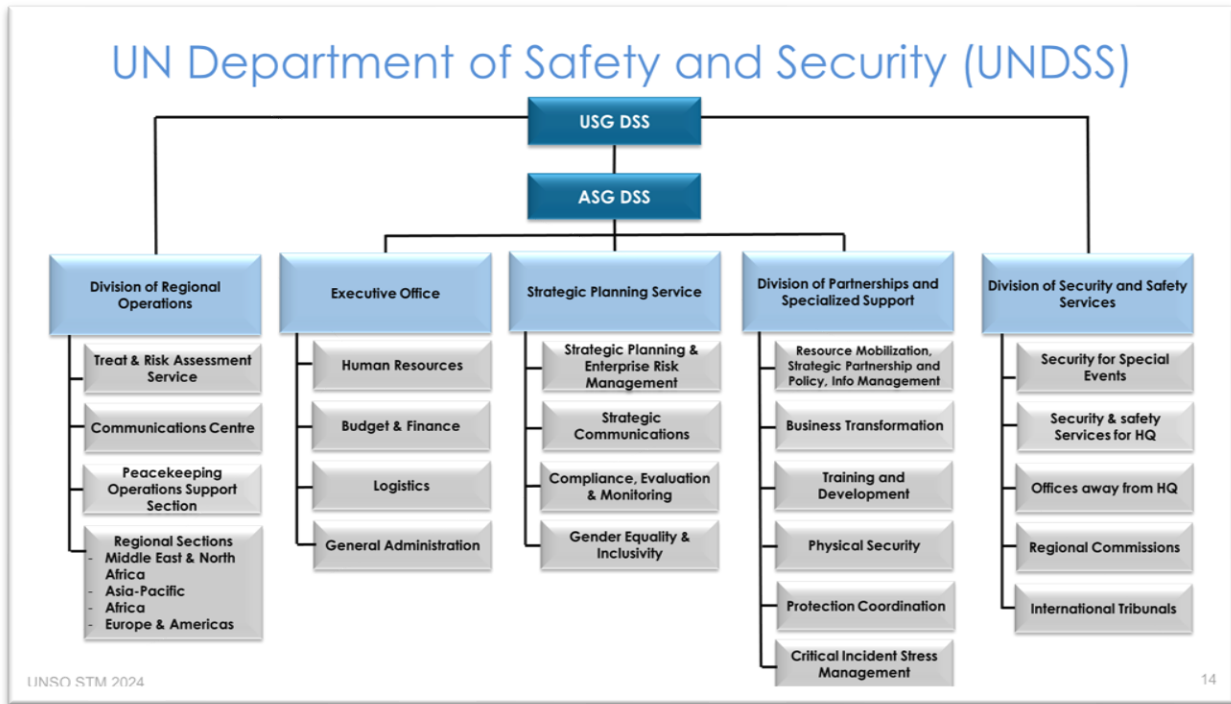 UN Department of Safety and Security (UNDSS)
USG DSS
ASG DSS
Division of Regional
Operations
Treat & Risk Assessment
Service
Communications Centre
Peacekeeping
Operations Support
Section
Regional Sections
- Middle East & North
Africa
- Asia-Pacific
- Africa
- Europe & Americas
Executive Office
Human Resources
Budget & Finance
Logistics
General Administration
Strategic Planning Service
Strategic Planning &
Enterprise Risk
Management
Strategic
Communications
Compliance, Evaluation
& Monitoring
Gender Equality &
Inclusivity
Division of Partnerships and
Specialized Support
Resource Mobilization,
Strategic Partnership and
Policy, Info Management
Business Transformation
Training and
Development
Physical Security
Protection Coordination
Critical Incident Stress
Management
Division of Security and Safety
Services
Security for Special
Events
Security & safety
Services for HQ
Offices away from HQ
Regional Commissions
International Tribunals
UNSO STM 2024
14